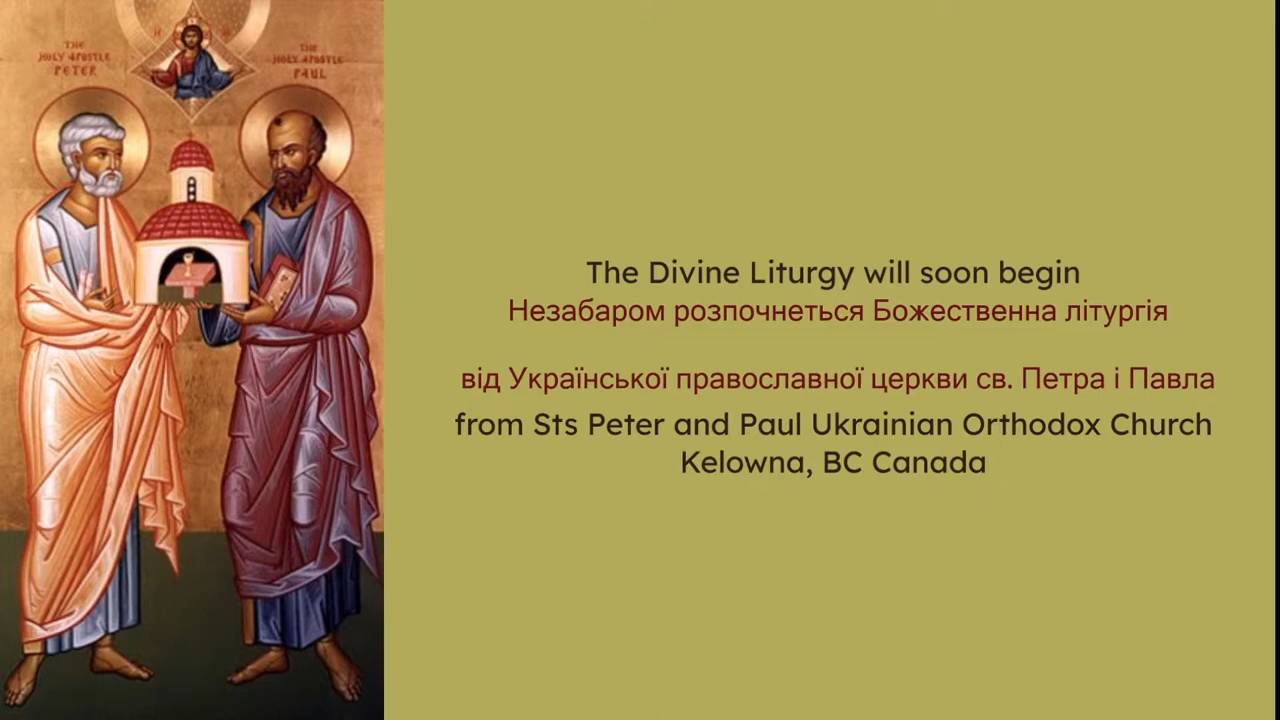 THE
HOLY APOSTLE
PETER
THE
HOLY APOSTLE
PAUL
The Divine Liturgy will soon begin
Незабаром розпочнеться Божественна літургія
від Української православної церкви св. Петра і Павла
from Sts Peter and Paul Ukrainian Orthodox Church
Kelowna, BC Canada